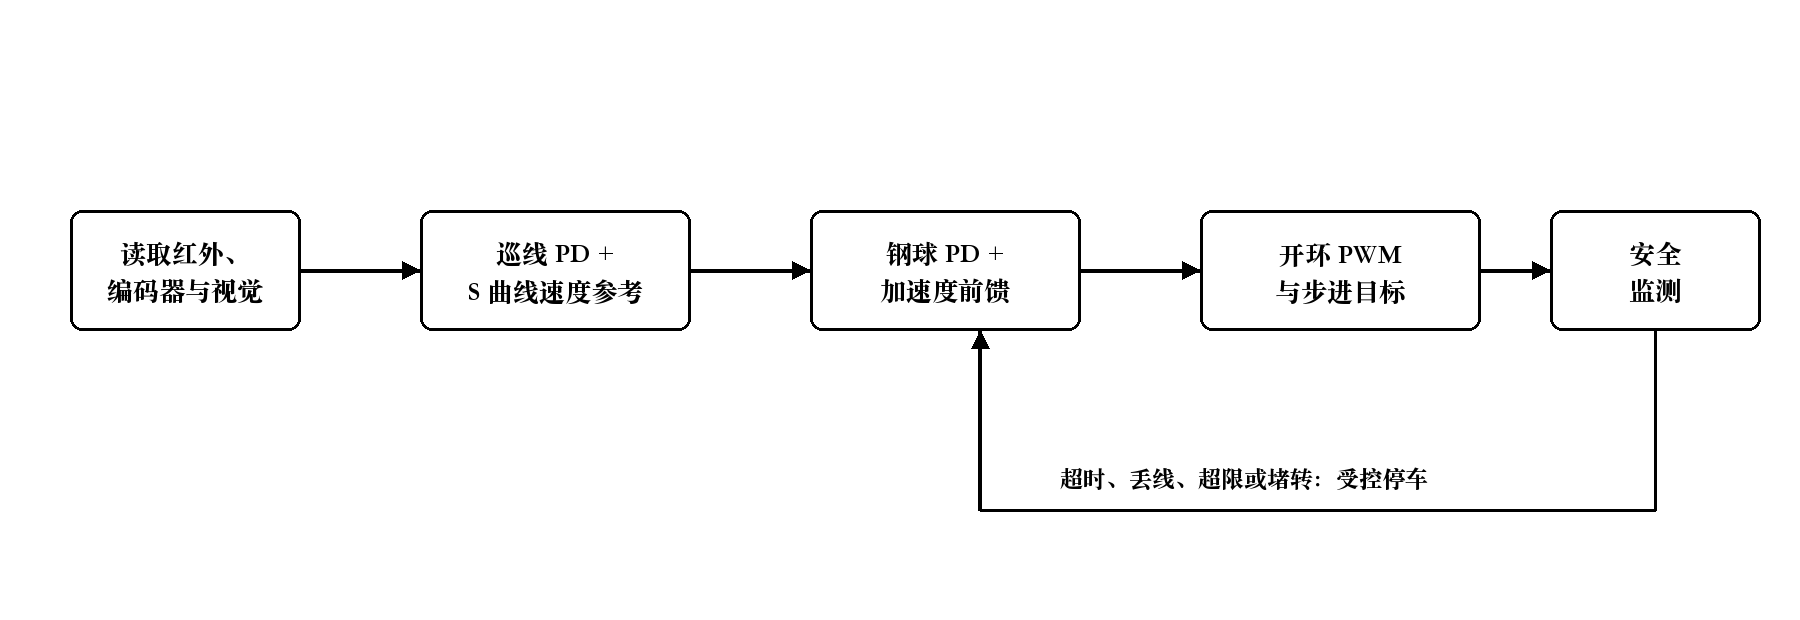 读取红外、
编码器与视觉
巡线 PD +
S 曲线速度参考
钢球 PD +
加速度前馈
开环 PWM
与步进目标
安全
监测
超时、丢线、超限或堵转：受控停车